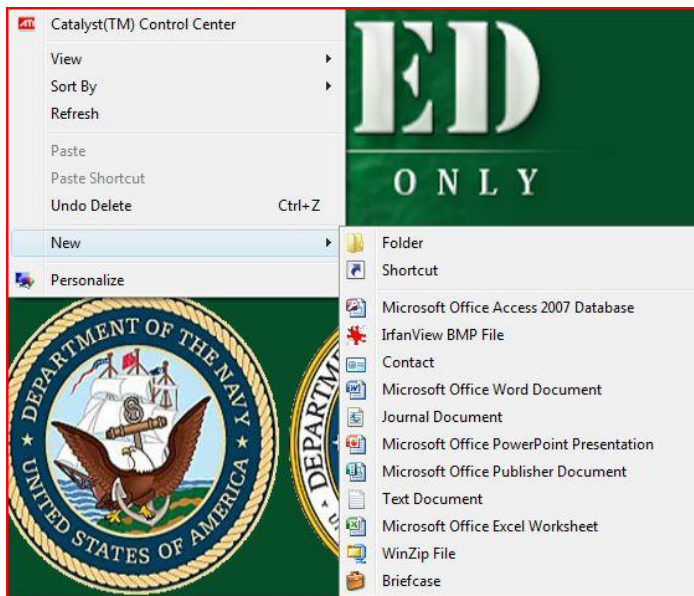 Catalyst(TM) Control Center
View
Sort By
Refresh
Paste
Paste Shortcut
Undo Delete Ctrl+Z
New
Personalize
ED
ONLY
Folder
Shortcut
Microsoft Office Access 2007 Database
IrfanView BMP File
Contact
Microsoft Office Word Document
Journal Document
Microsoft Office PowerPoint Presentation
Microsoft Office Publisher Document
Text Document
Microsoft Office Excel Worksheet
WinZip File
Briefcase
DEPARTMENT OF THE NAVY
UNITED STATES OF AMERICA
DEPARTM